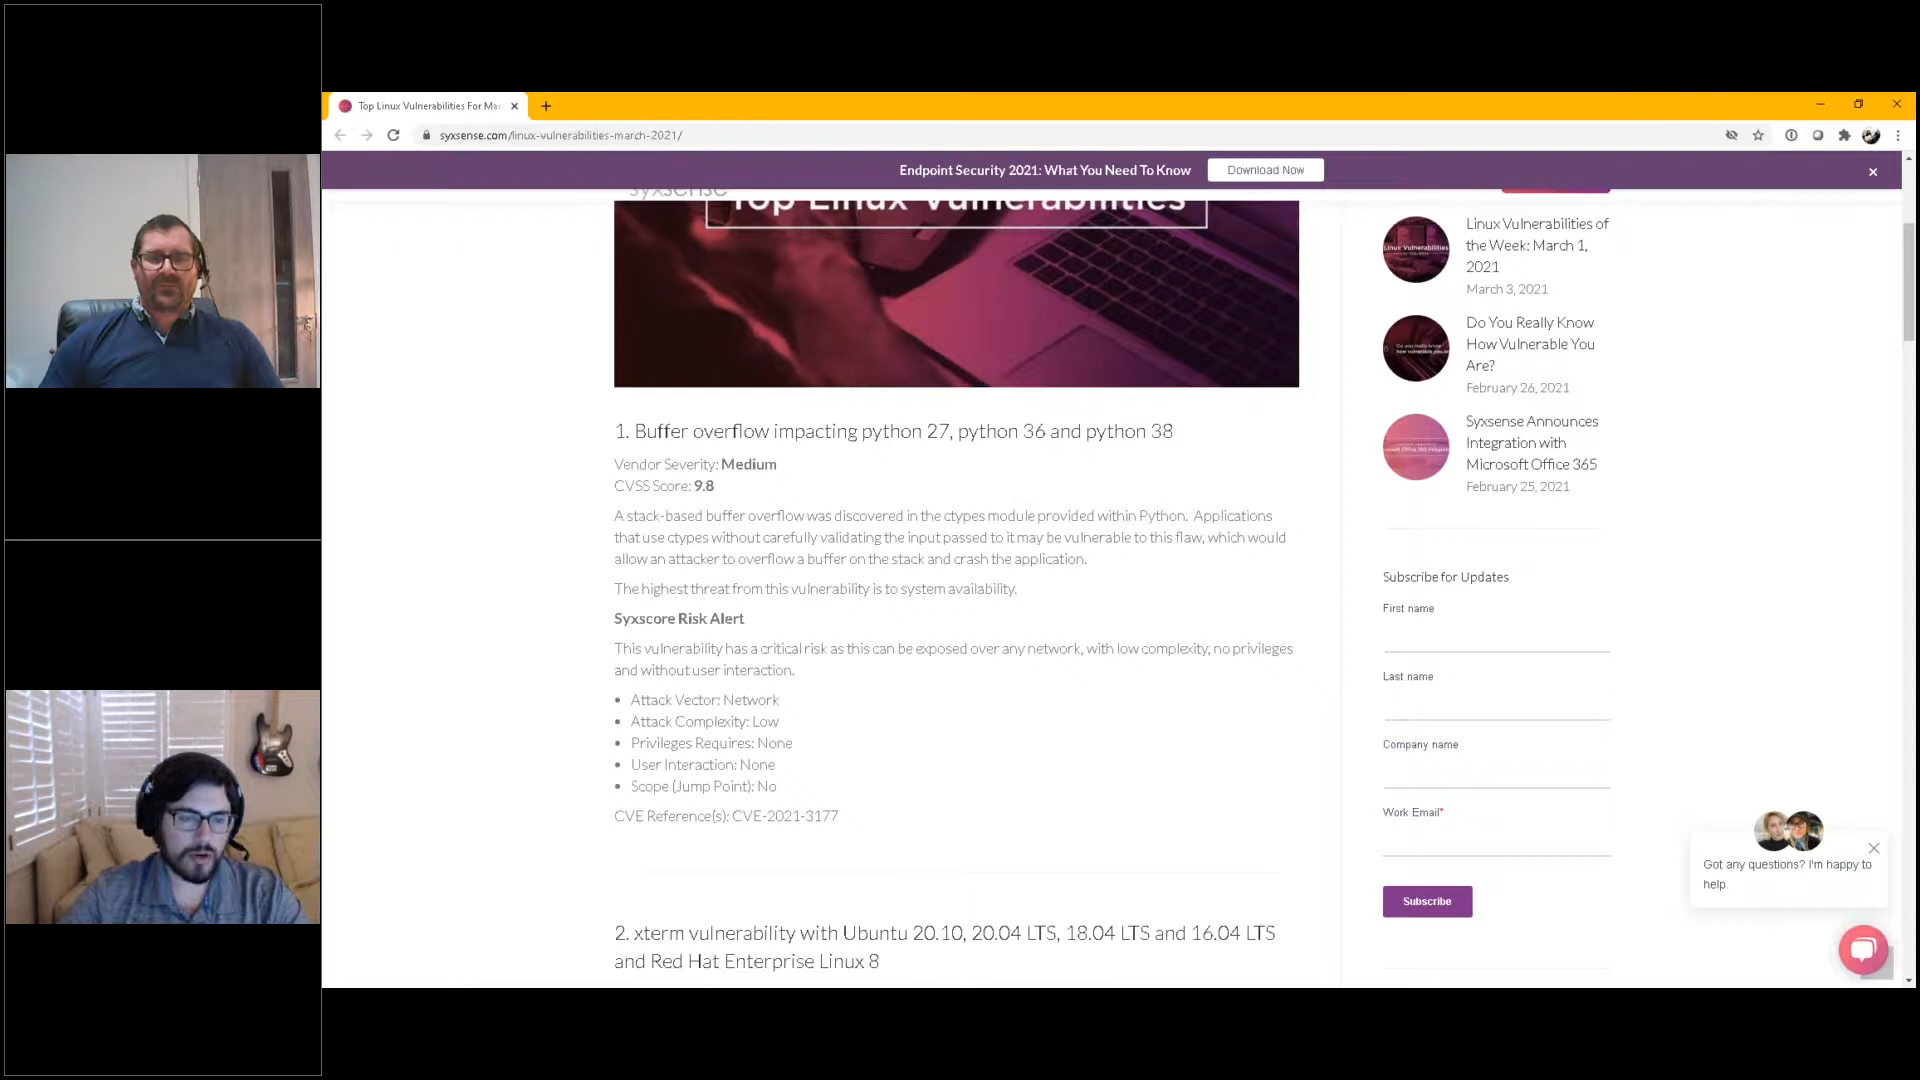 Top Linux Vulnerabilities For Mar
syxsense.com/linux-vulnerabilities-march-2021/
Endpoint Security 2021: What You Need To Know
Download Now
syxsense
Top Linux Vulnerabilities
1. Buffer overflow impacting python 27, python 36 and python 38
Vendor Severity: Medium
CVSS Score: 9.8
A stack-based buffer overflow was discovered in the ctypes module provided within Python. Applications
that use ctypes without carefully validating the input passed to it may be vulnerable to this flaw, which would
allow an attacker to overflow a buffer on the stack and crash the application.
The highest threat from this vulnerability is to system availability.
Syxscore Risk Alert
This vulnerability has a critical risk as this can be exposed over any network, with low complexity, no privileges
and without user interaction.
• Attack Vector: Network
• Attack Complexity: Low
• Privileges Requires: None
• User Interaction: None
• Scope (Jump Point): No
CVE Reference(s): CVE-2021-3177
2. xterm vulnerability with Ubuntu 20.10, 20.04 LTS, 18.04 LTS and 16.04 LTS
and Red Hat Enterprise Linux 8
Linux Vulnerabilities
Linux Vulnerabilities of
the Week: March 1,
2021
March 3, 2021
Do You Really Know
How Vulnerable You
Are?
February 26, 2021
Syxsense Announces
Integration with
Microsoft Office 365
February 25, 2021
Subscribe for Updates
First name
Last name
Company name
Work Email*
Subscribe
Got any questions? I'm happy to
help.